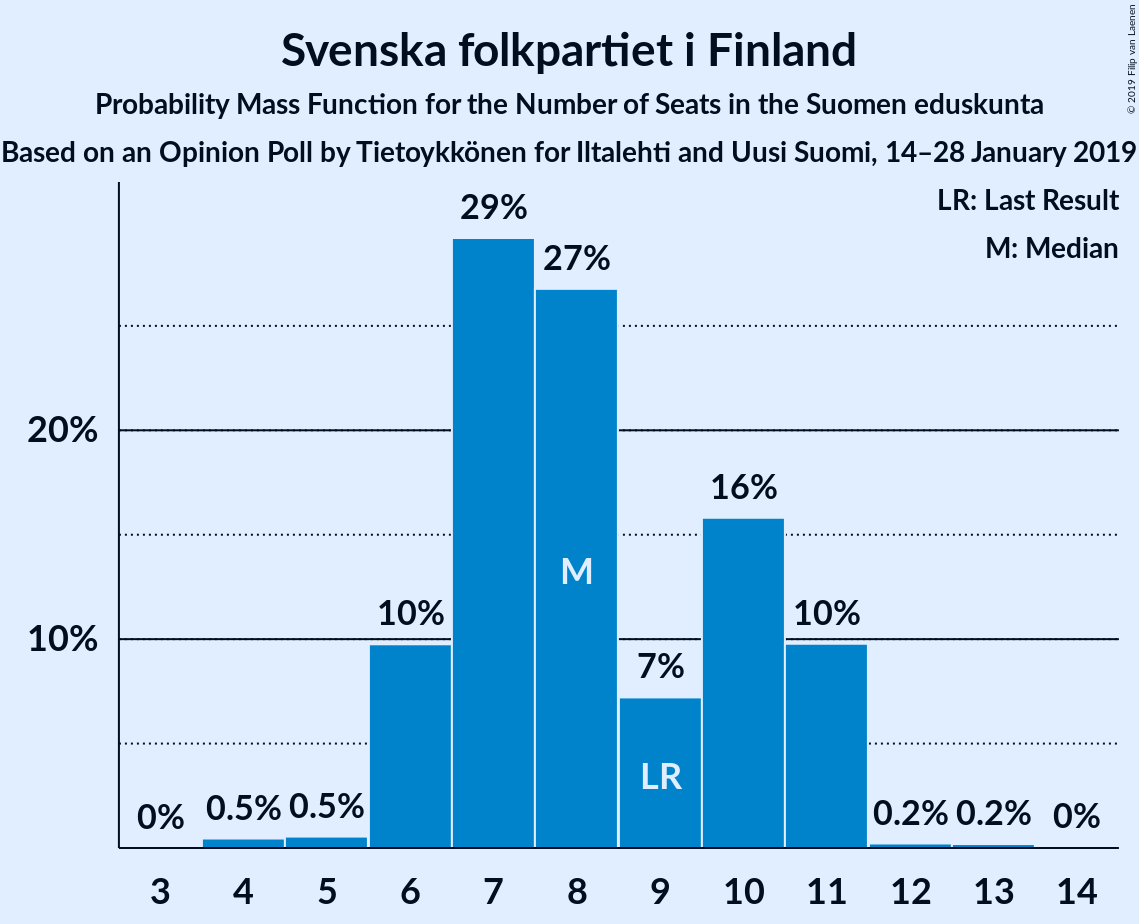 Svenska folkpartiet i Finland
Probability Mass Function for the Number of Seats in the Suomen eduskunta
Based on an Opinion Poll by Tietoykkönen for Iltalehti and Uusi Suomi, 14–28 January 2019
© 2019 Filip van Laenen
LR: Last Result
M: Median
29%
27%
20%
16%
M
10%
10%
10%
7%
LR
0%
0.5%
0.5%
0.2%
0.2%
0%
3 4 5 6 7 8 9 10 11 12 13 14